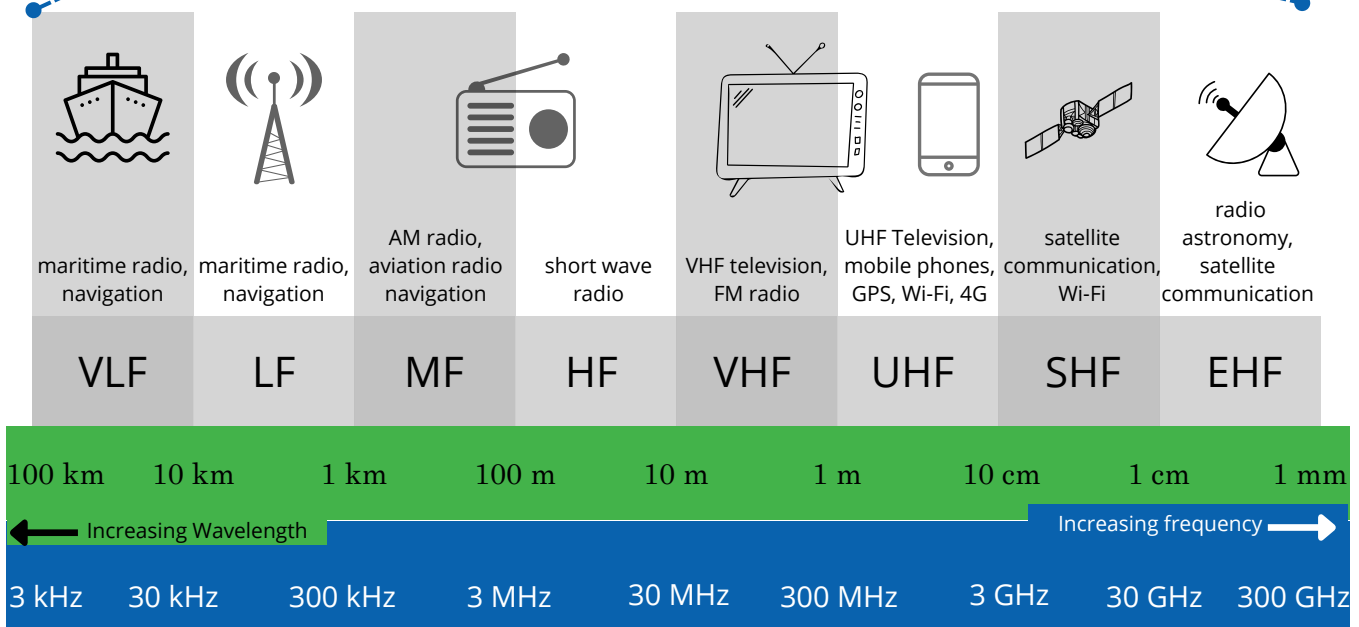 maritime radio,
navigation
maritime radio,
navigation
AM radio,
aviation radio
navigation
short wave
radio
VHF television,
FM radio
UHF Television,
mobile phones,
GPS, Wi-Fi, 4G
satellite
communication,
Wi-Fi
radio
astronomy,
satellite
communication
VLF LF MF HF VHF UHF SHF EHF
100 km 10 km 1 km 100 m 10 m 1 m 10 cm 1 cm 1 mm
Increasing Wavelength Increasing frequency
3 kHz 30 kHz 300 kHz 3 MHz 30 MHz 300 MHz 3 GHz 30 GHz 300 GHz